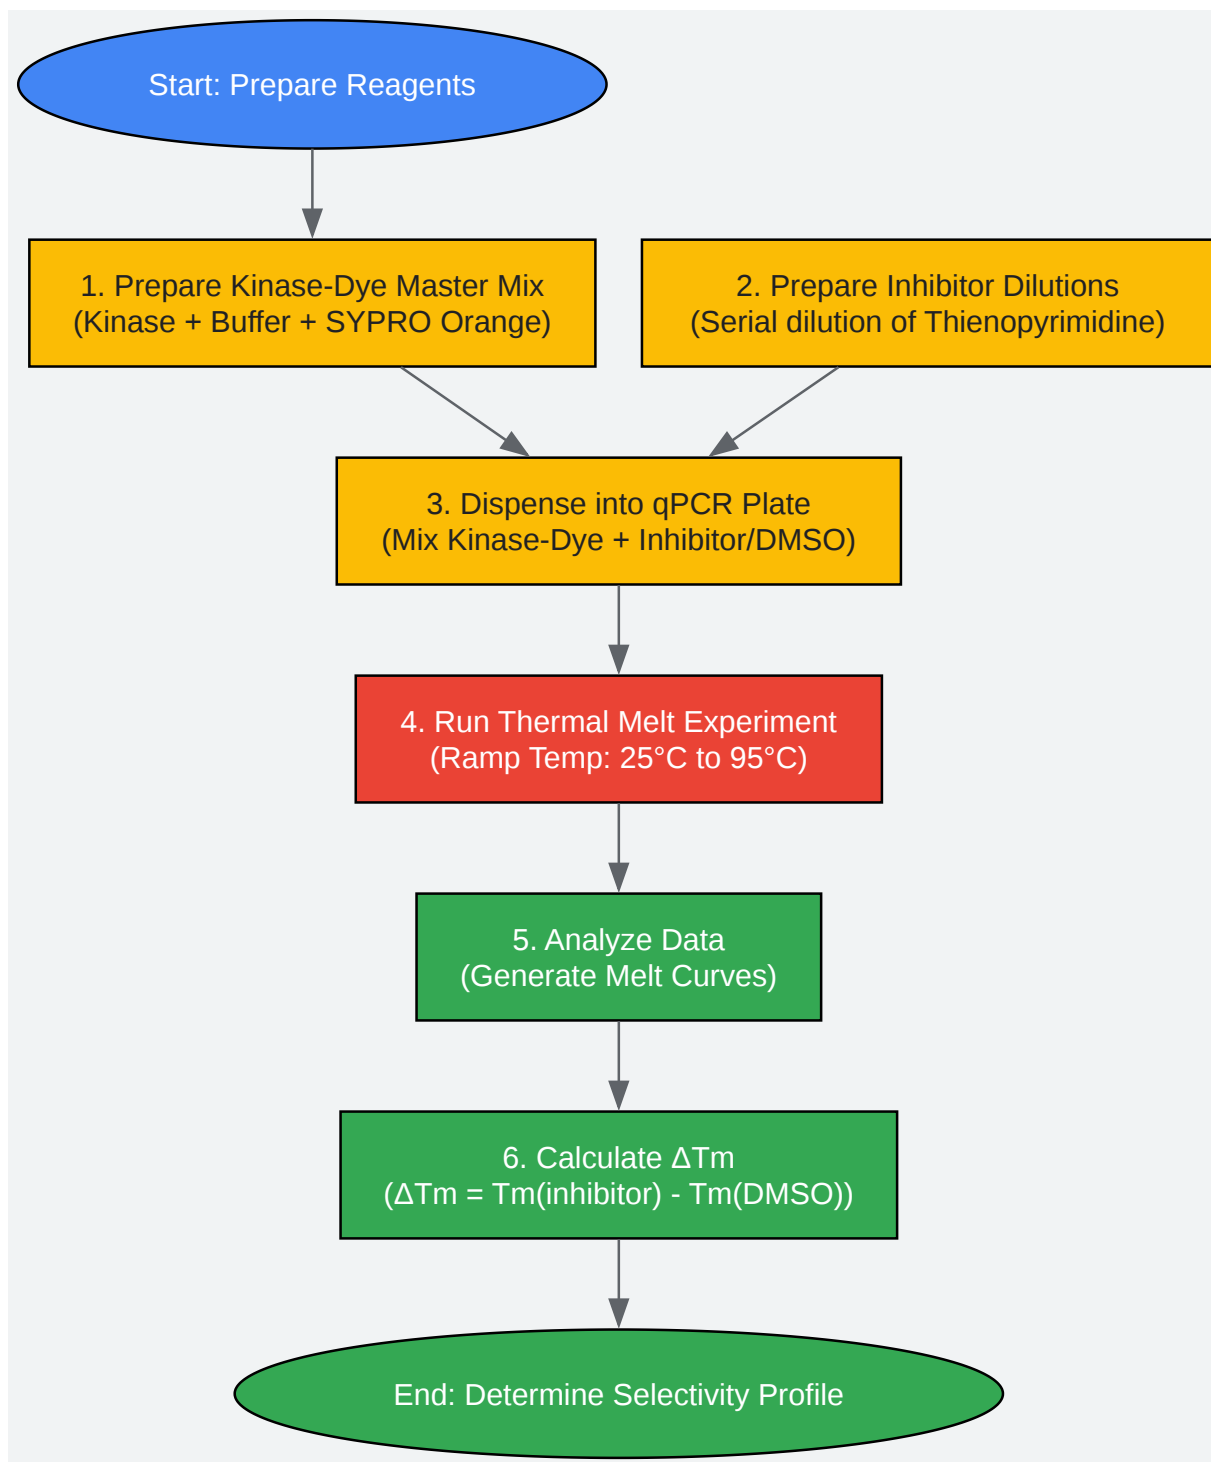 Start: Prepare Reagents
1. Prepare Kinase-Dye Master Mix
(Kinase + Buffer + SYPRO Orange)
2. Prepare Inhibitor Dilutions
(Serial dilution of Thienopyrimidine)
3. Dispense into qPCR Plate
(Mix Kinase-Dye + Inhibitor/DMSO)
4. Run Thermal Melt Experiment
(Ramp Temp: 25°C to 95°C)
5. Analyze Data
(Generate Melt Curves)
6. Calculate ΔTm
(ΔTm = Tm(inhibitor) - Tm(DMSO))
End: Determine Selectivity Profile